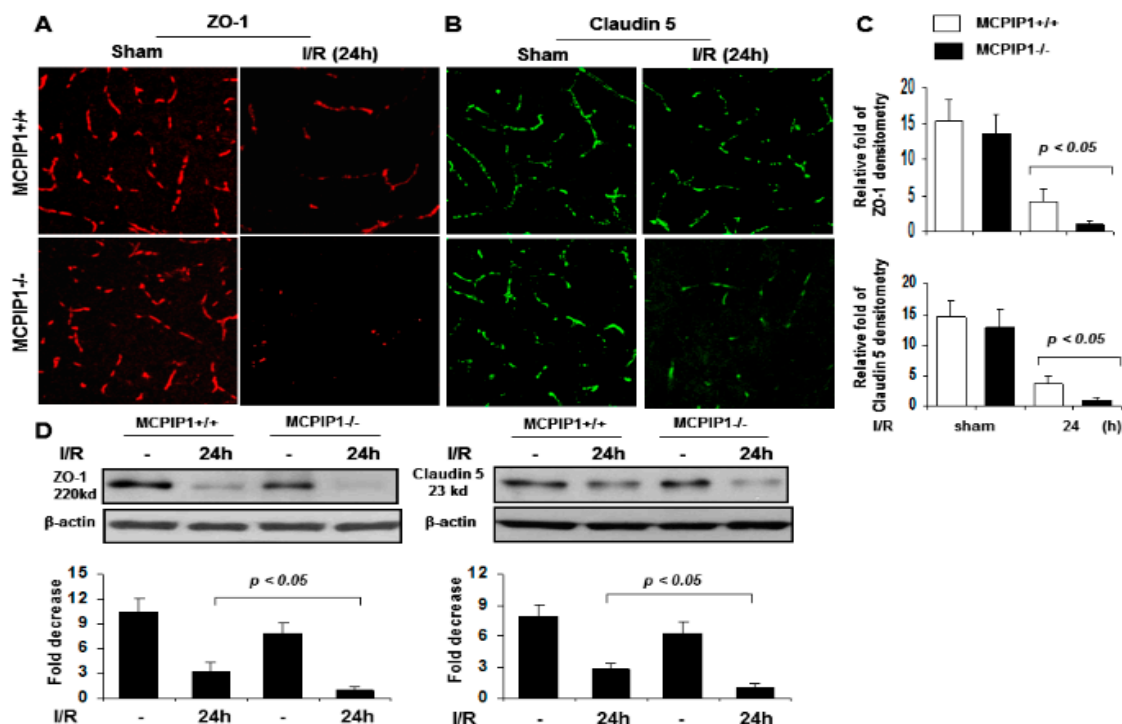 A
ZO-1
Sham
I/R (24h)
MCPIP1+/+
MCPIP1-/-
B
Claudin 5
Sham
I/R (24h)
C
MCPIP1+/+
MCPIP1-/-
Relative fold of
ZO-1 densitometry
20
15
10
5
0
p < 0.05
Relative fold of
Claudin 5 densitometry
20
15
10
5
0
p < 0.05
I/R sham 24 (h)
D
MCPIP1+/+ MCPIP1-/-
I/R - 24h - 24h
ZO-1
220kd
β-actin
Fold decrease
15
12
9
6
3
0
p < 0.05
I/R - 24h - 24h
MCPIP1+/+ MCPIP1-/-
I/R - 24h - 24h
Claudin 5
23 kd
β-actin
Fold decrease
12
9
6
3
0
p < 0.05
I/R - 24h - 24h